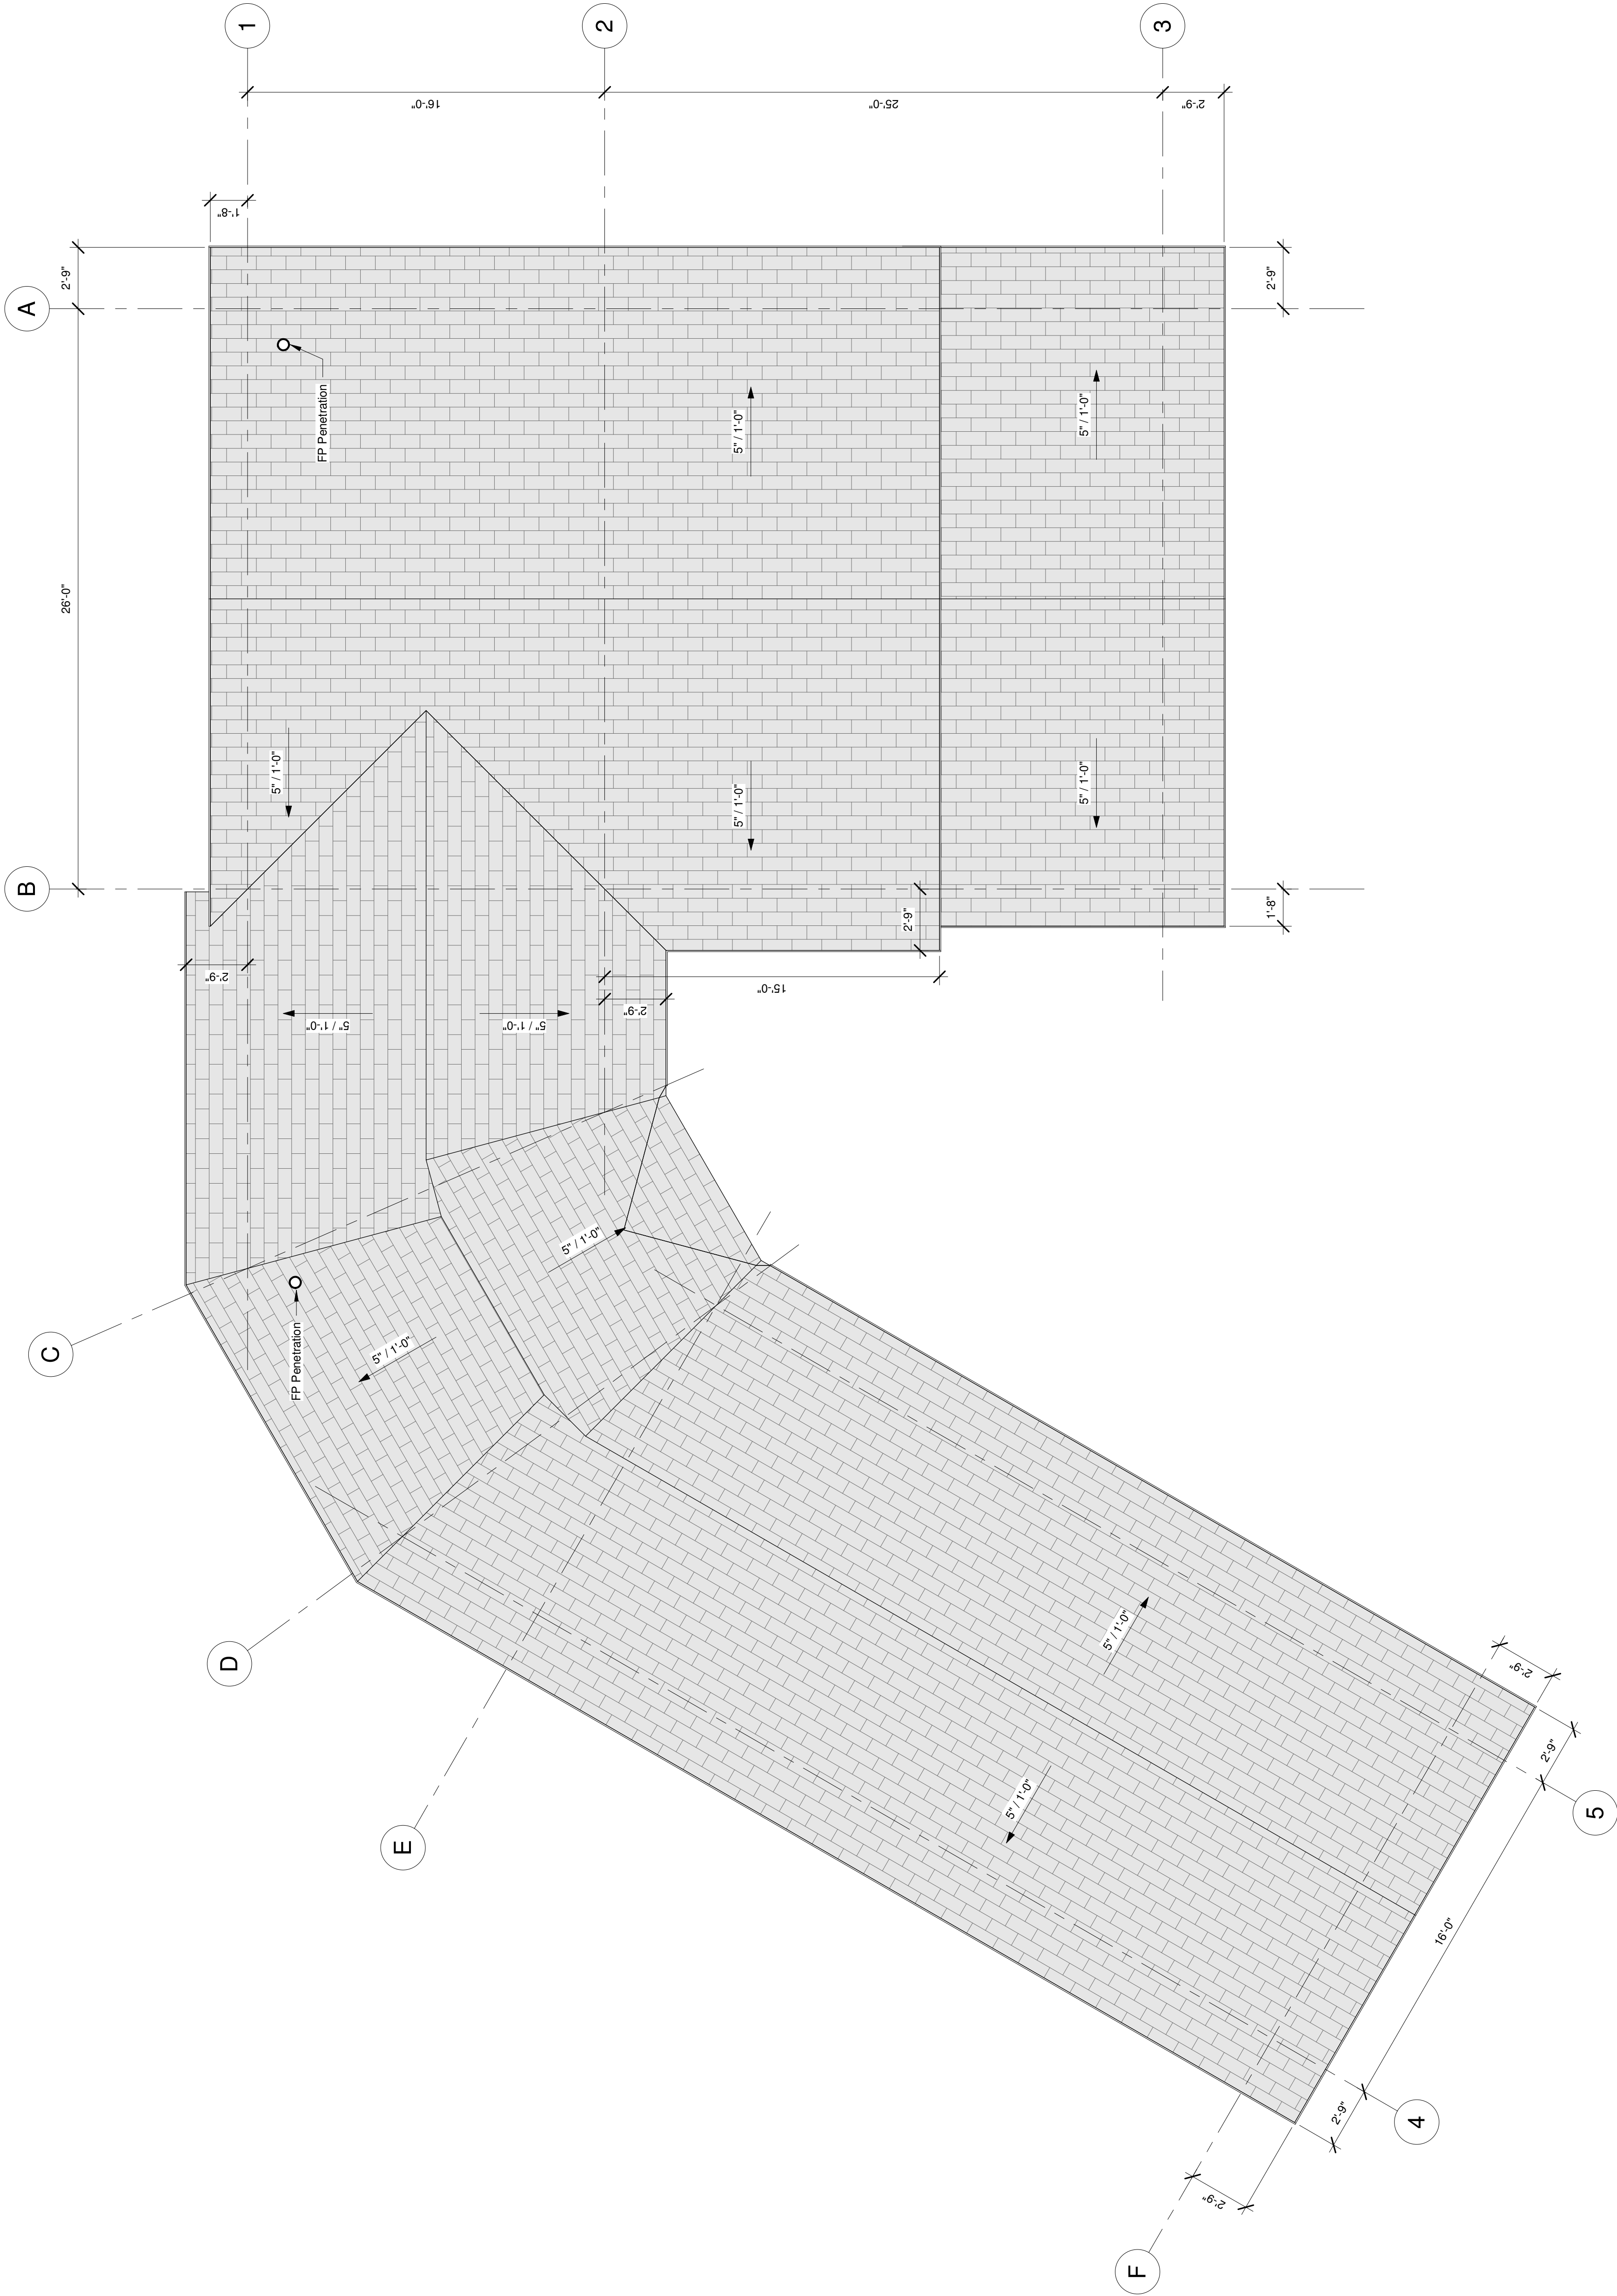 1
2
3
A
2'-9"
26'-0"
B
16'-0"
25'-0"
2'-9"
1'-8"
FP Penetration
5" / 1'-0"
5" / 1'-0"
5" / 1'-0"
5" / 1'-0"
5" / 1'-0"
2'-9"
2'-9"
1'-8"
2'-9"
15'-0"
2'-9"
5" / 1'-0"
5" / 1'-0"
5" / 1'-0"
C
FP Penetration
5" / 1'-0"
D
E
5" / 1'-0"
5" / 1'-0"
2'-9"
2'-9"
5
16'-0"
4
2'-9"
2'-9"
F